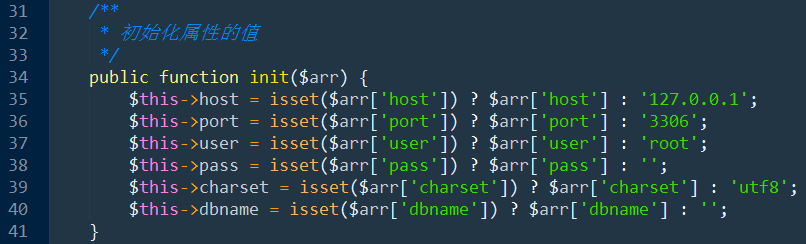 31 /**
32  * 初始化属性的值
33  */
34 public function init($arr) {
35     $this->host = isset($arr['host']) ? $arr['host'] : '127.0.0.1';
36     $this->port = isset($arr['port']) ? $arr['port'] : '3306';
37     $this->user = isset($arr['user']) ? $arr['user'] : 'root';
38     $this->pass = isset($arr['pass']) ? $arr['pass'] : '';
39     $this->charset = isset($arr['charset']) ? $arr['charset'] : 'utf8';
40     $this->dbname = isset($arr['dbname']) ? $arr['dbname'] : '';
41 }